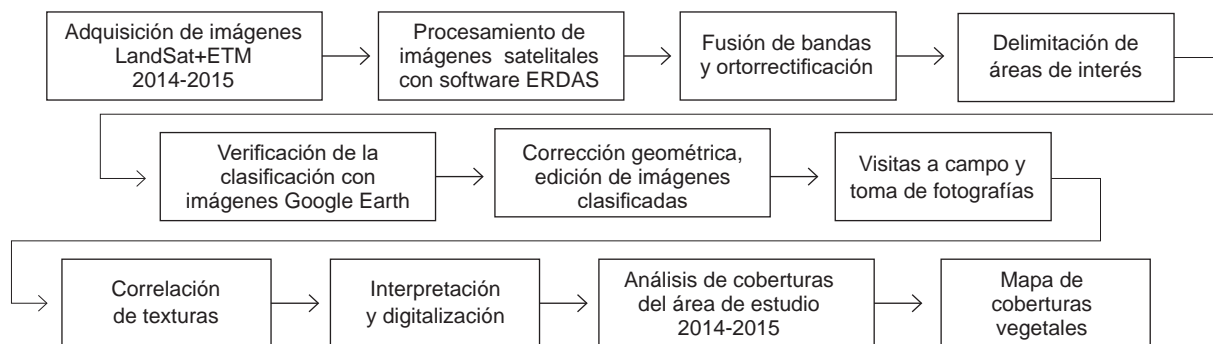 Adquisición de imágenes
LandSat+ETM
2014-2015
Procesamiento de
imágenes satelitales
con software ERDAS
Fusión de bandas
y ortorrectificación
Delimitación de
áreas de interés
Verificación de la
clasificación con
imágenes Google Earth
Corrección geométrica,
edición de imágenes
clasificadas
Visitas a campo y
toma de fotografías
Correlación
de texturas
Interpretación
y digitalización
Análisis de coberturas
del área de estudio
2014-2015
Mapa de
coberturas
vegetales